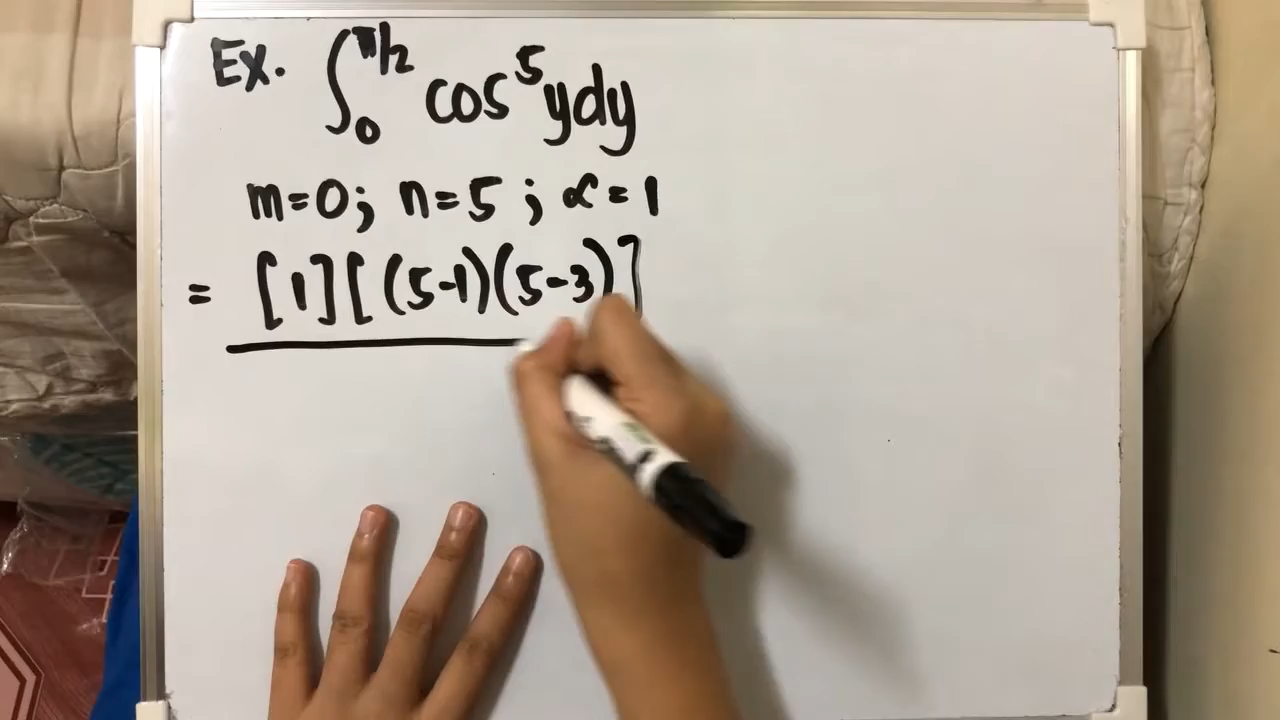 Ex. ∫₀^π/2 cos⁵ydy
m=0; n=5; α=1
= [1][(5-1)(5-3)]